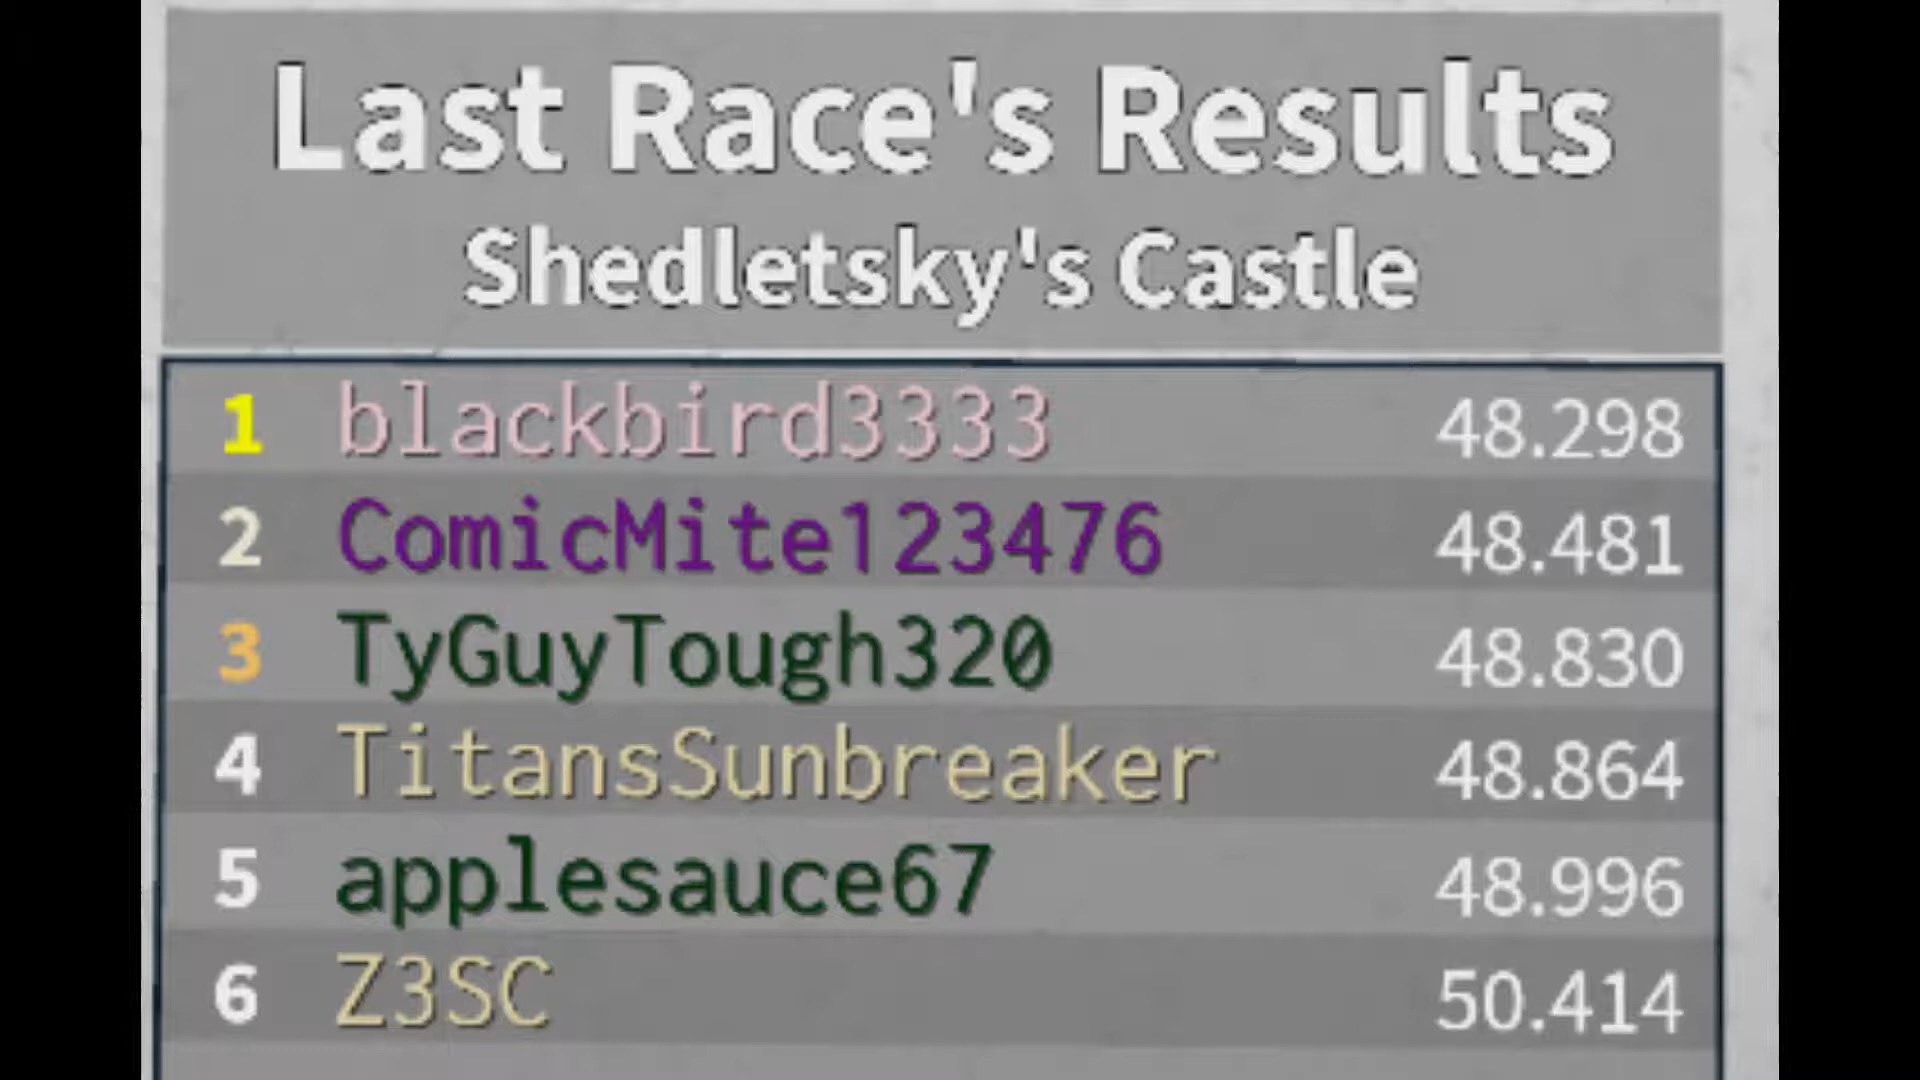 Last Race's Results
Shedletsky's Castle
1 blackbird3333 48.298
2 ComicMite123476 48.481
3 TyGuyTough320 48.830
4 TitansSunbreaker 48.864
5 applesauce67 48.996
6 Z3SC 50.414